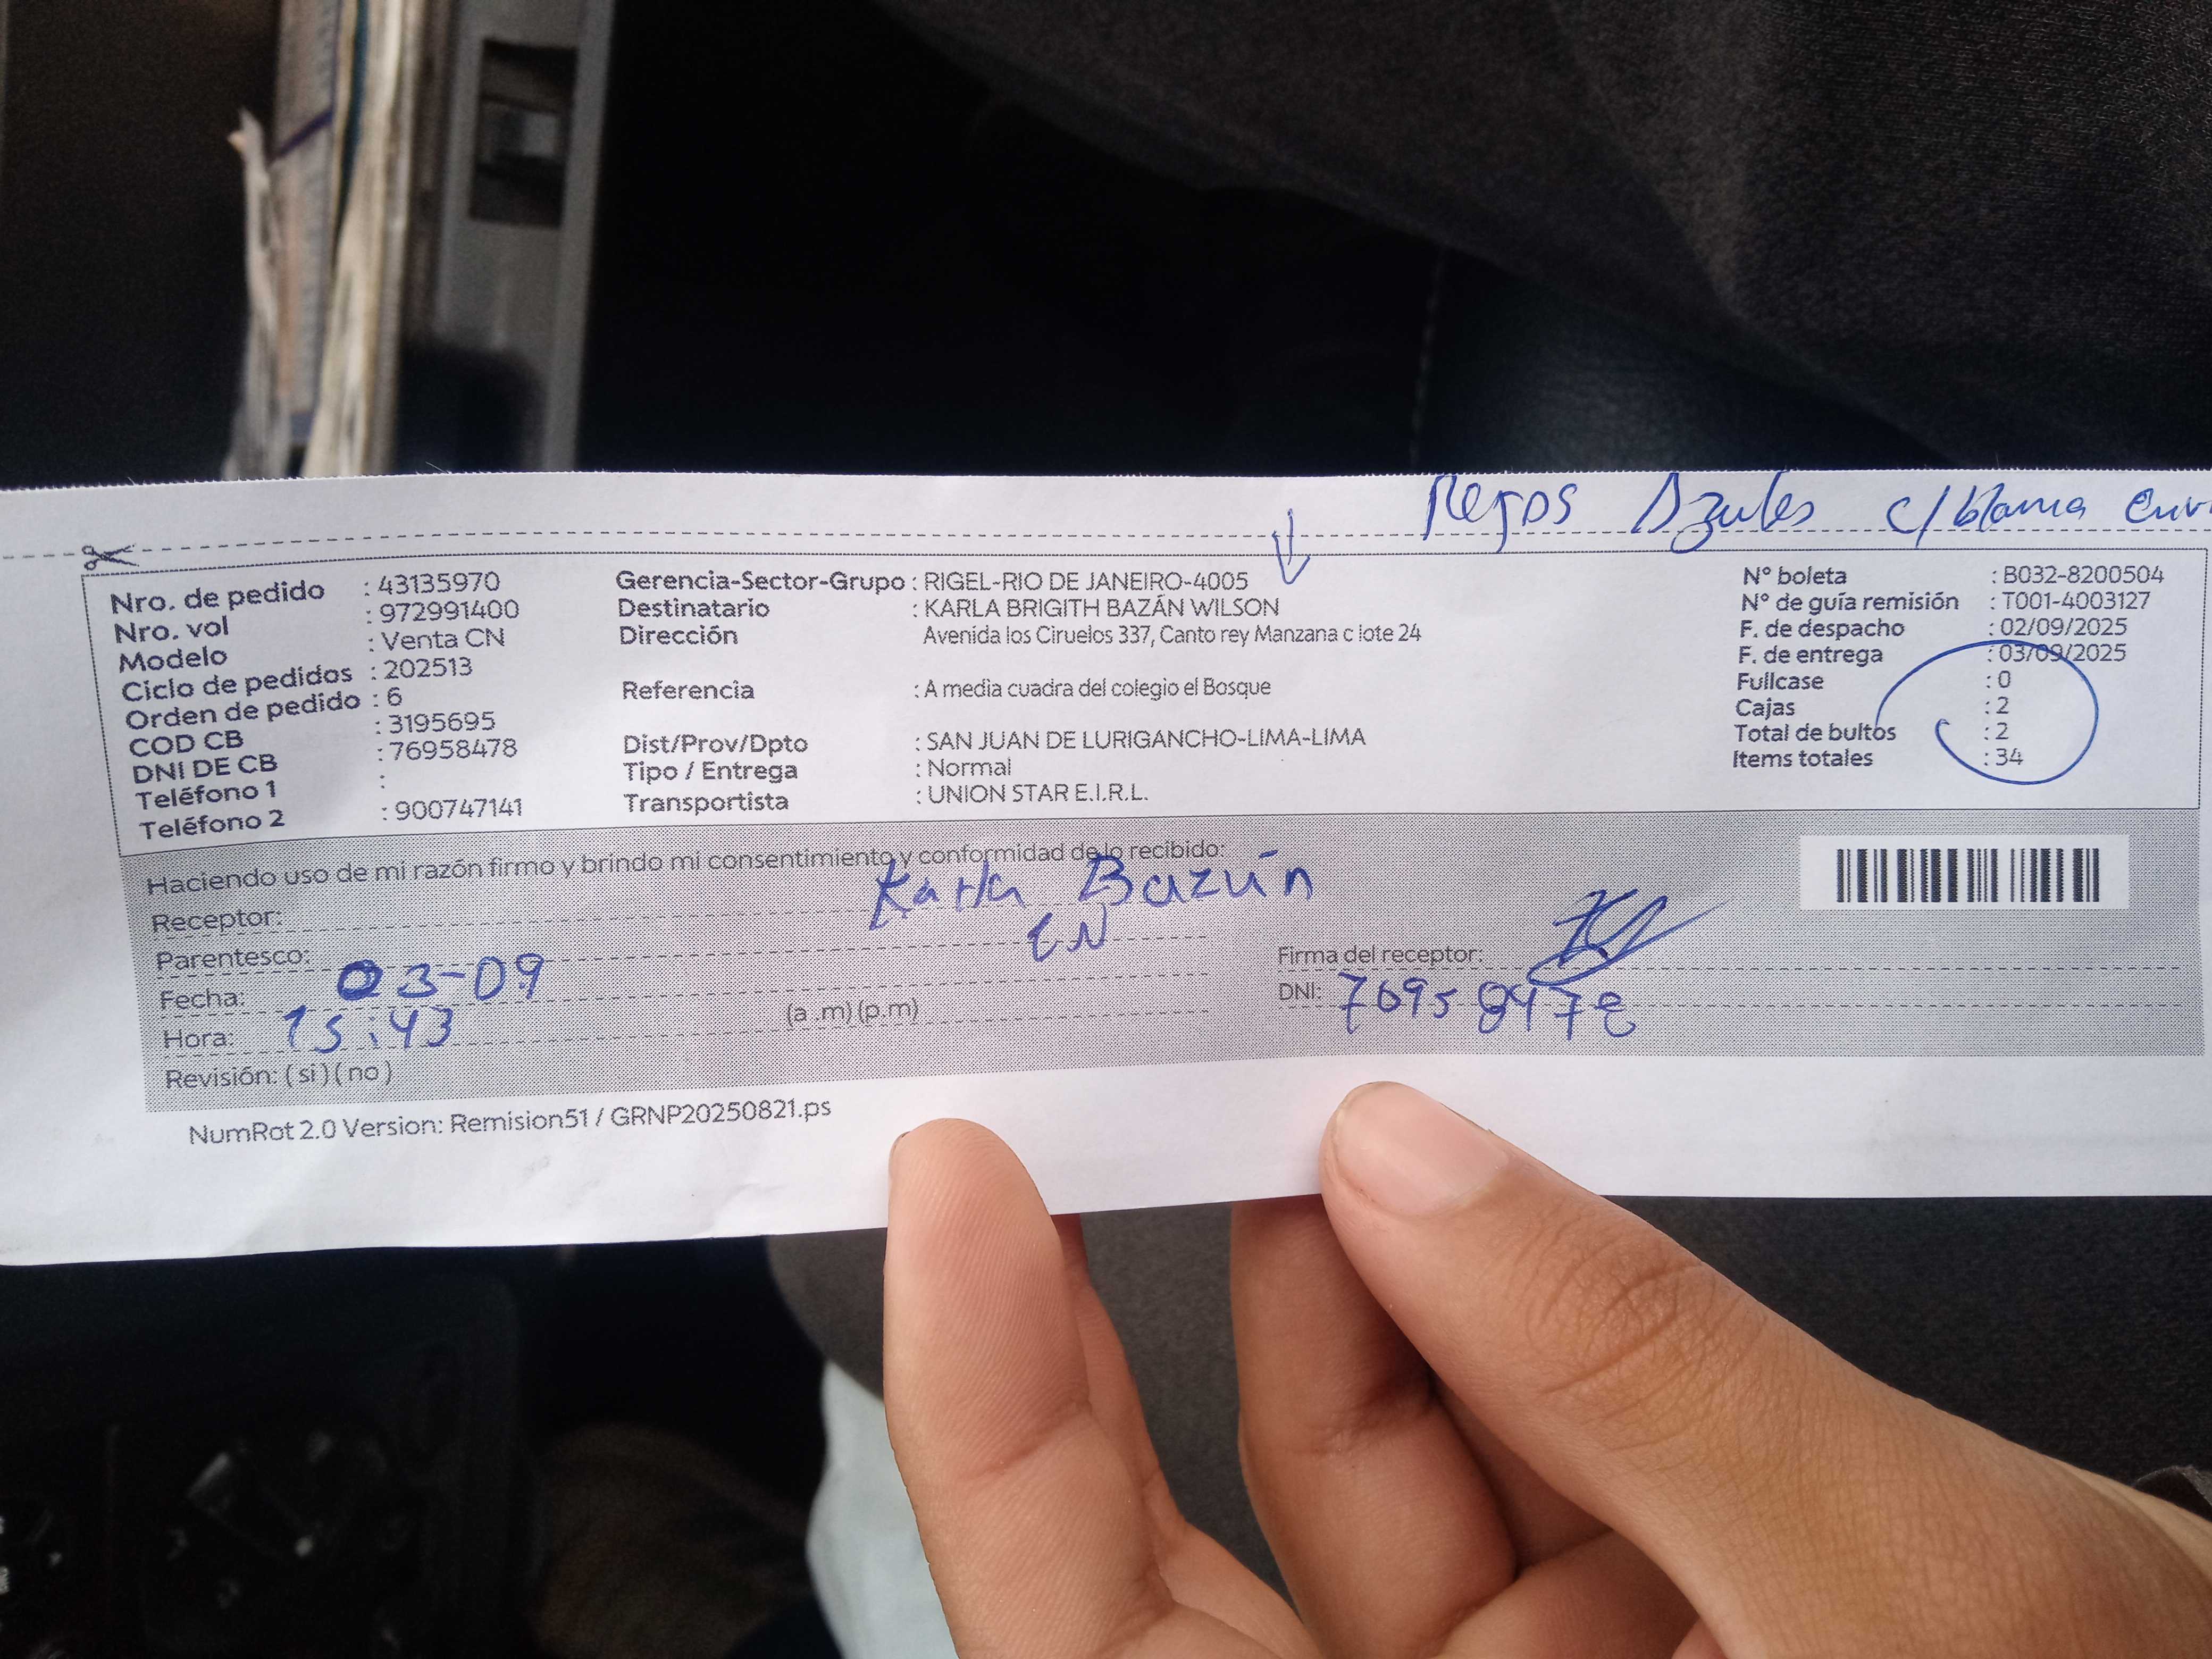 Rejas Azules c/blanca
Nro. de pedido : 43135970
Nro. vol : 972991400
Modelo : Venta CN
Ciclo de pedidos : 202513
Orden de pedido : 6
COD CB : 3195695
DNI DE CB : 76958478
Teléfono 1 :
Teléfono 2 : 900747141
Gerencia-Sector-Grupo : RIGEL-RIO DE JANEIRO-4005
Destinatario : KARLA BRIGITH BAZÁN WILSON
Dirección Avenida los Ciruelos 337, Canto rey Manzana c lote 24
Referencia : A media cuadra del colegio el Bosque
Dist/Prov/Dpto : SAN JUAN DE LURIGANCHO-LIMA-LIMA
Tipo / Entrega : Normal
Transportista : UNION STAR E.I.R.L.
N° boleta : B032-8200504
N° de guía remisión : T001-4003127
F. de despacho : 02/09/2025
F. de entrega : 03/09/2025
Fullcase : 0
Cajas : 2
Total de bultos : 2
Items totales : 34
Haciendo uso de mi razón firmo y brindo mi consentimiento y conformidad de lo recibido:
Receptor: Karla Bazán
Parentesco: CN
Fecha: 03-09
Hora: 15:43 (a .m) (p.m)
Revisión: ( si ) ( no )
Firma del receptor:
DNI: 76958478
NumRot 2.0 Version: Remision51 / GRNP20250821.ps